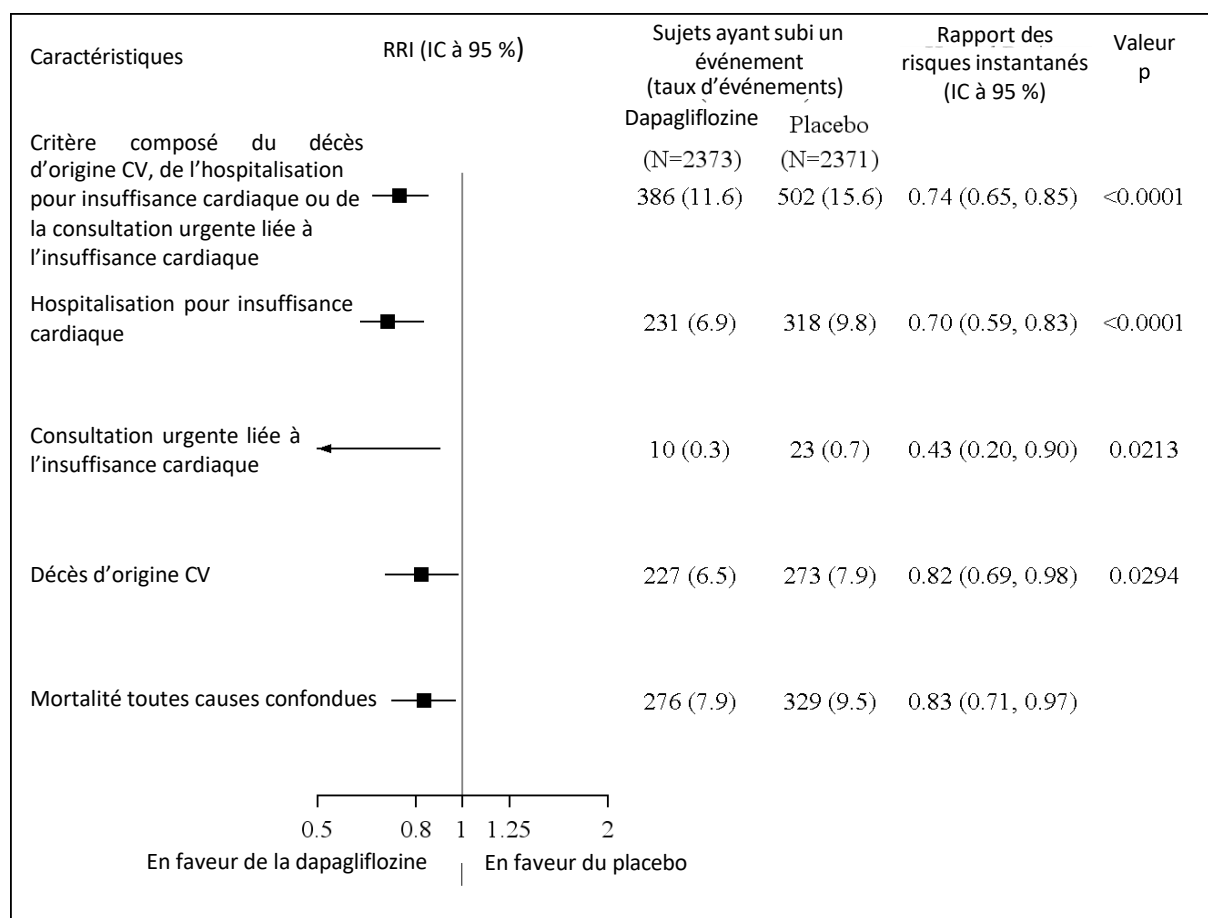 Caractéristiques
RRI (IC à 95 %)
Sujets ayant subi un
événement
(taux d'événements)
Rapport des
risques instantanés
(IC à 95 %)
Valeur
p
Dapagliflozine
(N=2373)
Placebo
(N=2371)
Critère composé du décès
d'origine CV, de l'hospitalisation
pour insuffisance cardiaque ou de
la consultation urgente liée à
l'insuffisance cardiaque
386 (11.6) 502 (15.6) 0.74 (0.65, 0.85) <0.0001
Hospitalisation pour insuffisance
cardiaque
231 (6.9) 318 (9.8) 0.70 (0.59, 0.83) <0.0001
Consultation urgente liée à
l'insuffisance cardiaque
10 (0.3) 23 (0.7) 0.43 (0.20, 0.90) 0.0213
Décès d'origine CV 227 (6.5) 273 (7.9) 0.82 (0.69, 0.98) 0.0294
Mortalité toutes causes confondues 276 (7.9) 329 (9.5) 0.83 (0.71, 0.97)
0.5 0.8 1 1.25 2
En faveur de la dapagliflozine En faveur du placebo